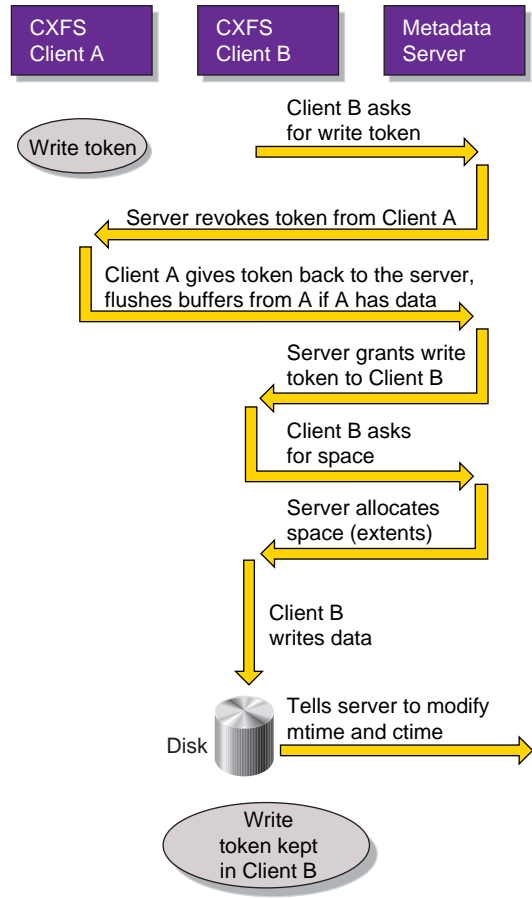 CXFS
Client A
CXFS
Client B
Metadata
Server
Client B asks
for write token
Write token
Server revokes token from Client A
Client A gives token back to the server,
flushes buffers from A if A has data
Server grants write
token to Client B
Client B asks
for space
Server allocates
space (extents)
Client B
writes data
Tells server to modify
mtime and ctime
Disk
Write
token kept
in Client B